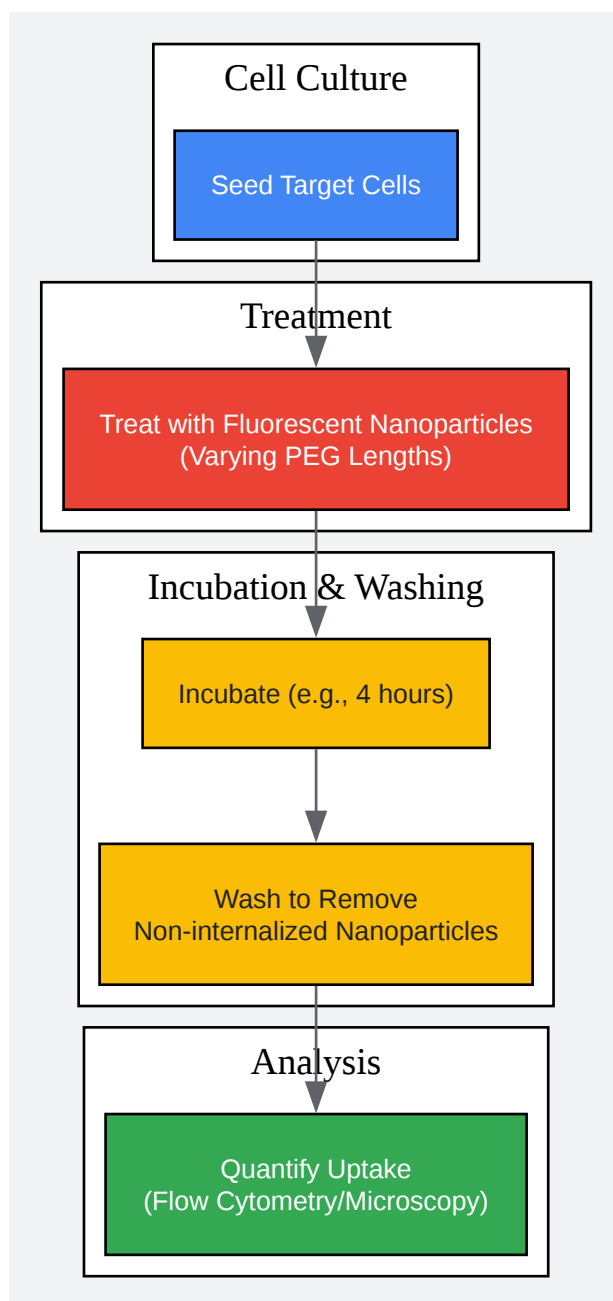 Cell Culture
Seed Target Cells
Treatment
Treat with Fluorescent Nanoparticles
(Varying PEG Lengths)
Incubation & Washing
Incubate (e.g., 4 hours)
Wash to Remove
Non-internalized Nanoparticles
Analysis
Quantify Uptake
(Flow Cytometry/Microscopy)